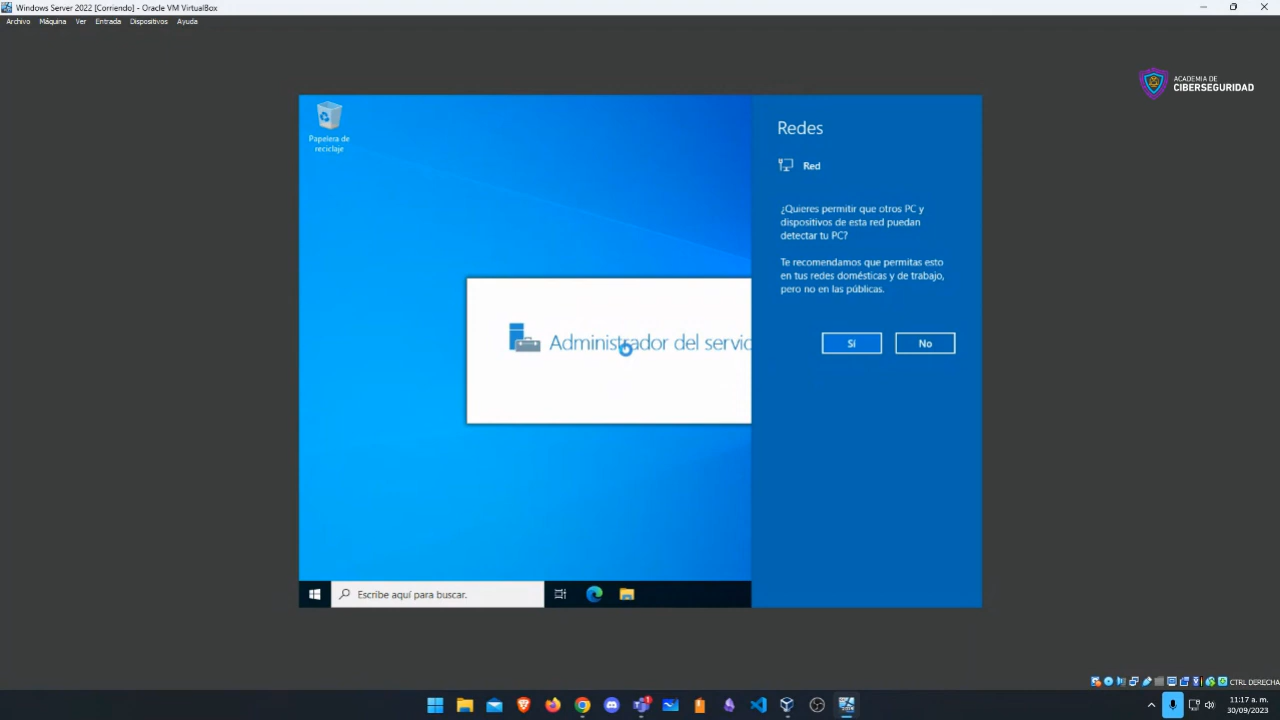 Windows Server 2022 [Corriendo] - Oracle VM VirtualBox
Archivo Máquina Ver Entrada Dispositivos Ayuda
ACADEMIA DE
CIBERSEGURIDAD
Papelera de
reciclaje
Redes
Red
¿Quieres permitir que otros PC y
dispositivos de esta red puedan
detectar tu PC?
Te recomendamos que permitas esto
en tus redes domésticas y de trabajo,
pero no en las públicas.
Sí No
Administrador del servic
Escribe aquí para buscar.
CTRL DERECHA
11:17 a. m.
30/09/2023